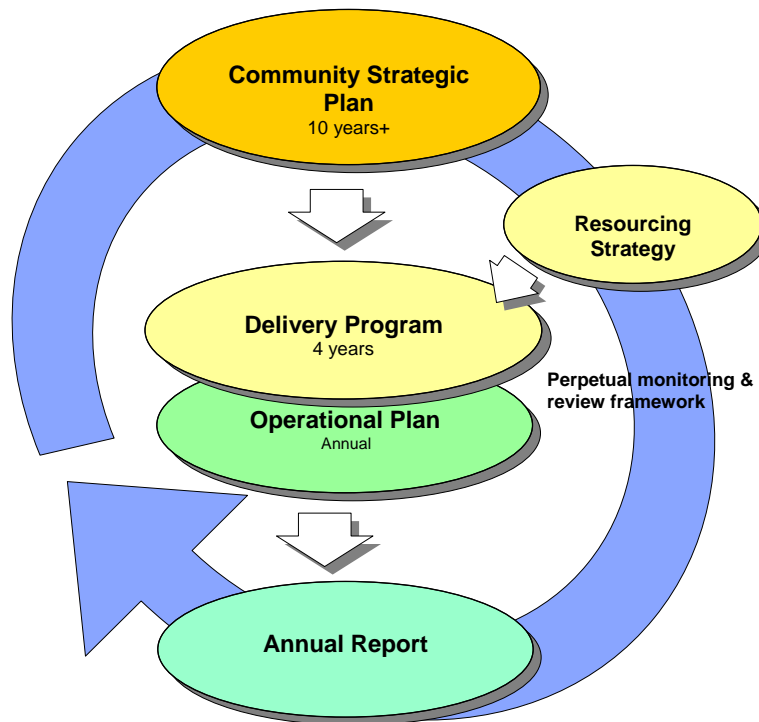 Community Strategic
Plan
10 years+
Resourcing
Strategy
Delivery Program
4 years
Perpetual monitoring &
review framework
Operational Plan
Annual
Annual Report